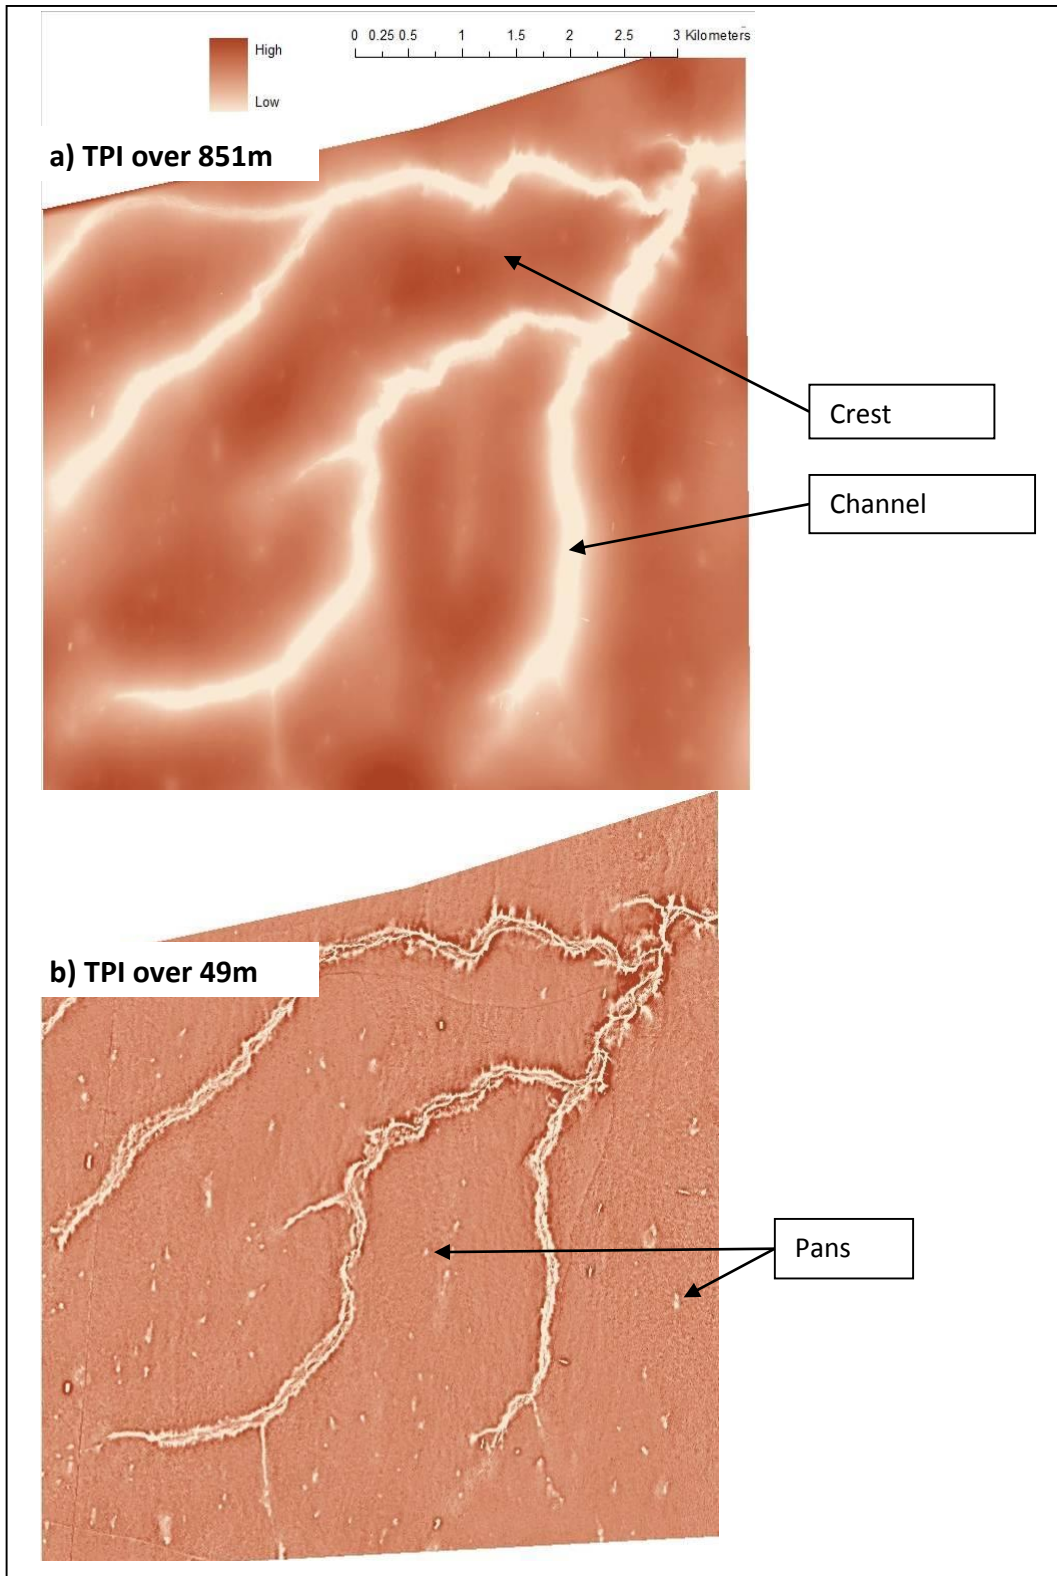 High
Low
0 0.25 0.5 1 1.5 2 2.5 3 Kilometers
a) TPI over 851m
Crest
Channel
b) TPI over 49m
Pans